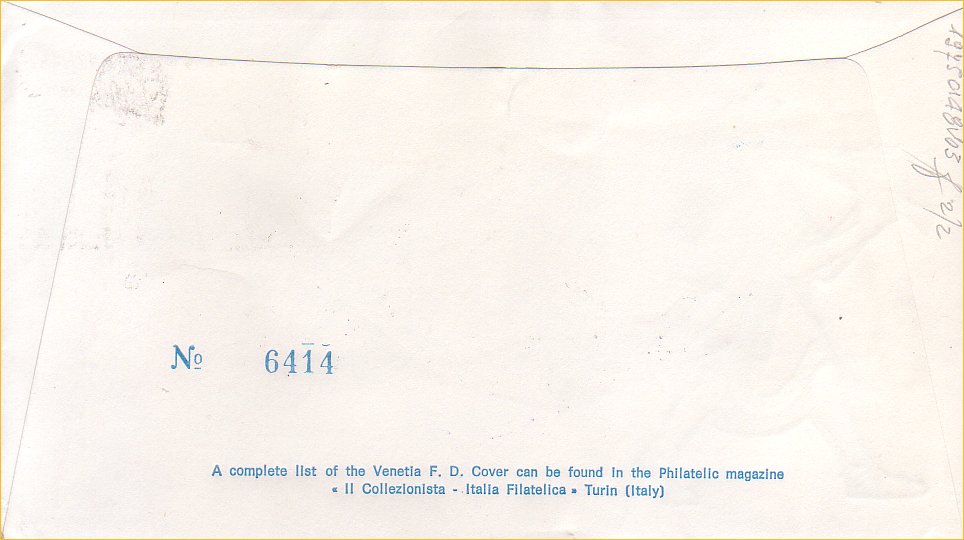 Nº 6414
A complete list of the Venetia F. D. Cover can be found in the Philatelic magazine
« Il Collezionista - Italia Filatelica » Turin (Italy)